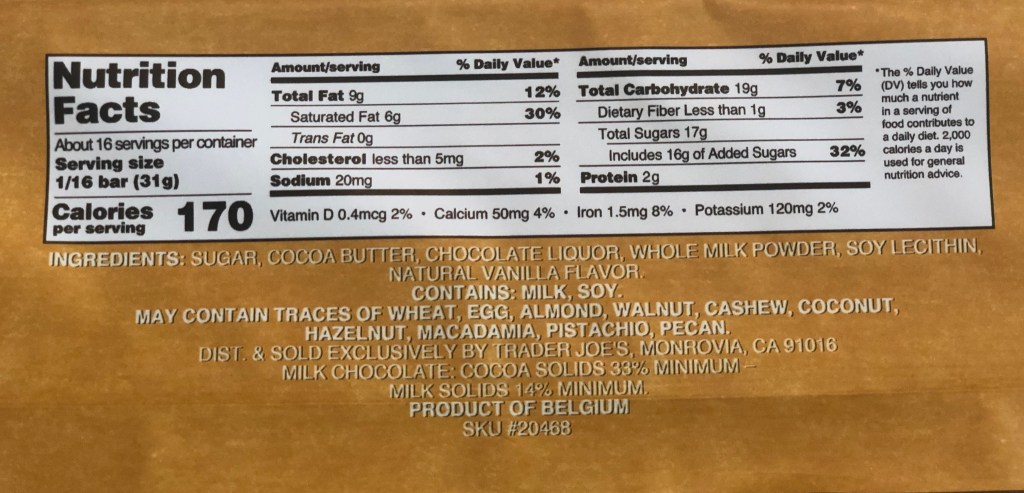 Nutrition
Facts
About 16 servings per container
Serving size
1/16 bar (31g)
Calories
per serving
170
Amount/serving % Daily Value*
Total Fat 9g 12%
Saturated Fat 6g 30%
Trans Fat 0g
Cholesterol less than 5mg 2%
Sodium 20mg 1%
Amount/serving % Daily Value*
Total Carbohydrate 19g 7%
Dietary Fiber Less than 1g 3%
Total Sugars 17g
Includes 16g of Added Sugars 32%
Protein 2g
Vitamin D 0.4mcg 2% • Calcium 50mg 4% • Iron 1.5mg 8% • Potassium 120mg 2%
*The % Daily Value
(DV) tells you how
much a nutrient
in a serving of
food contributes to
a daily diet. 2,000
calories a day is
used for general
nutrition advice.
INGREDIENTS: SUGAR, COCOA BUTTER, CHOCOLATE LIQUOR, WHOLE MILK POWDER, SOY LECITHIN,
NATURAL VANILLA FLAVOR.
CONTAINS: MILK, SOY.
MAY CONTAIN TRACES OF WHEAT, EGG, ALMOND, WALNUT, CASHEW, COCONUT,
HAZELNUT, MACADAMIA, PISTACHIO, PECAN.
DIST. & SOLD EXCLUSIVELY BY TRADER JOE'S, MONROVIA, CA 91016
MILK CHOCOLATE: COCOA SOLIDS 33% MINIMUM –
MILK SOLIDS 14% MINIMUM.
PRODUCT OF BELGIUM
SKU #20468